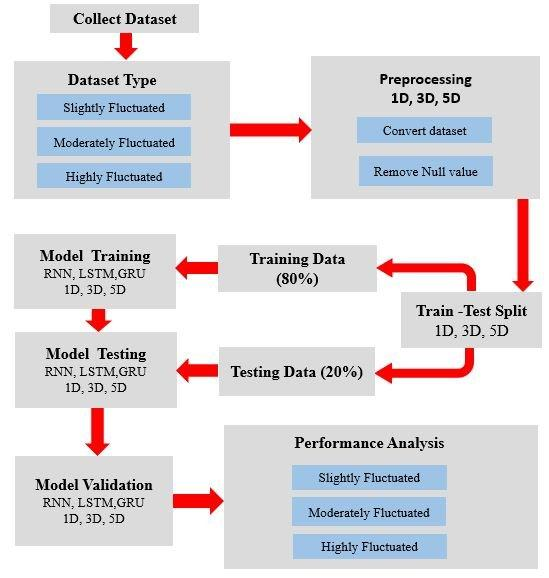 Collect Dataset
Dataset Type
Slightly Fluctuated
Moderately Fluctuated
Highly Fluctuated
Preprocessing
1D, 3D, 5D
Convert dataset
Remove Null value
Train -Test Split
1D, 3D, 5D
Training Data
(80%)
Testing Data (20%)
Model  Training
RNN, LSTM,GRU
1D, 3D, 5D
Model  Testing
RNN, LSTM,GRU
1D, 3D, 5D
Model Validation
RNN, LSTM,GRU
1D, 3D, 5D
Performance Analysis
Slightly Fluctuated
Moderately Fluctuated
Highly Fluctuated